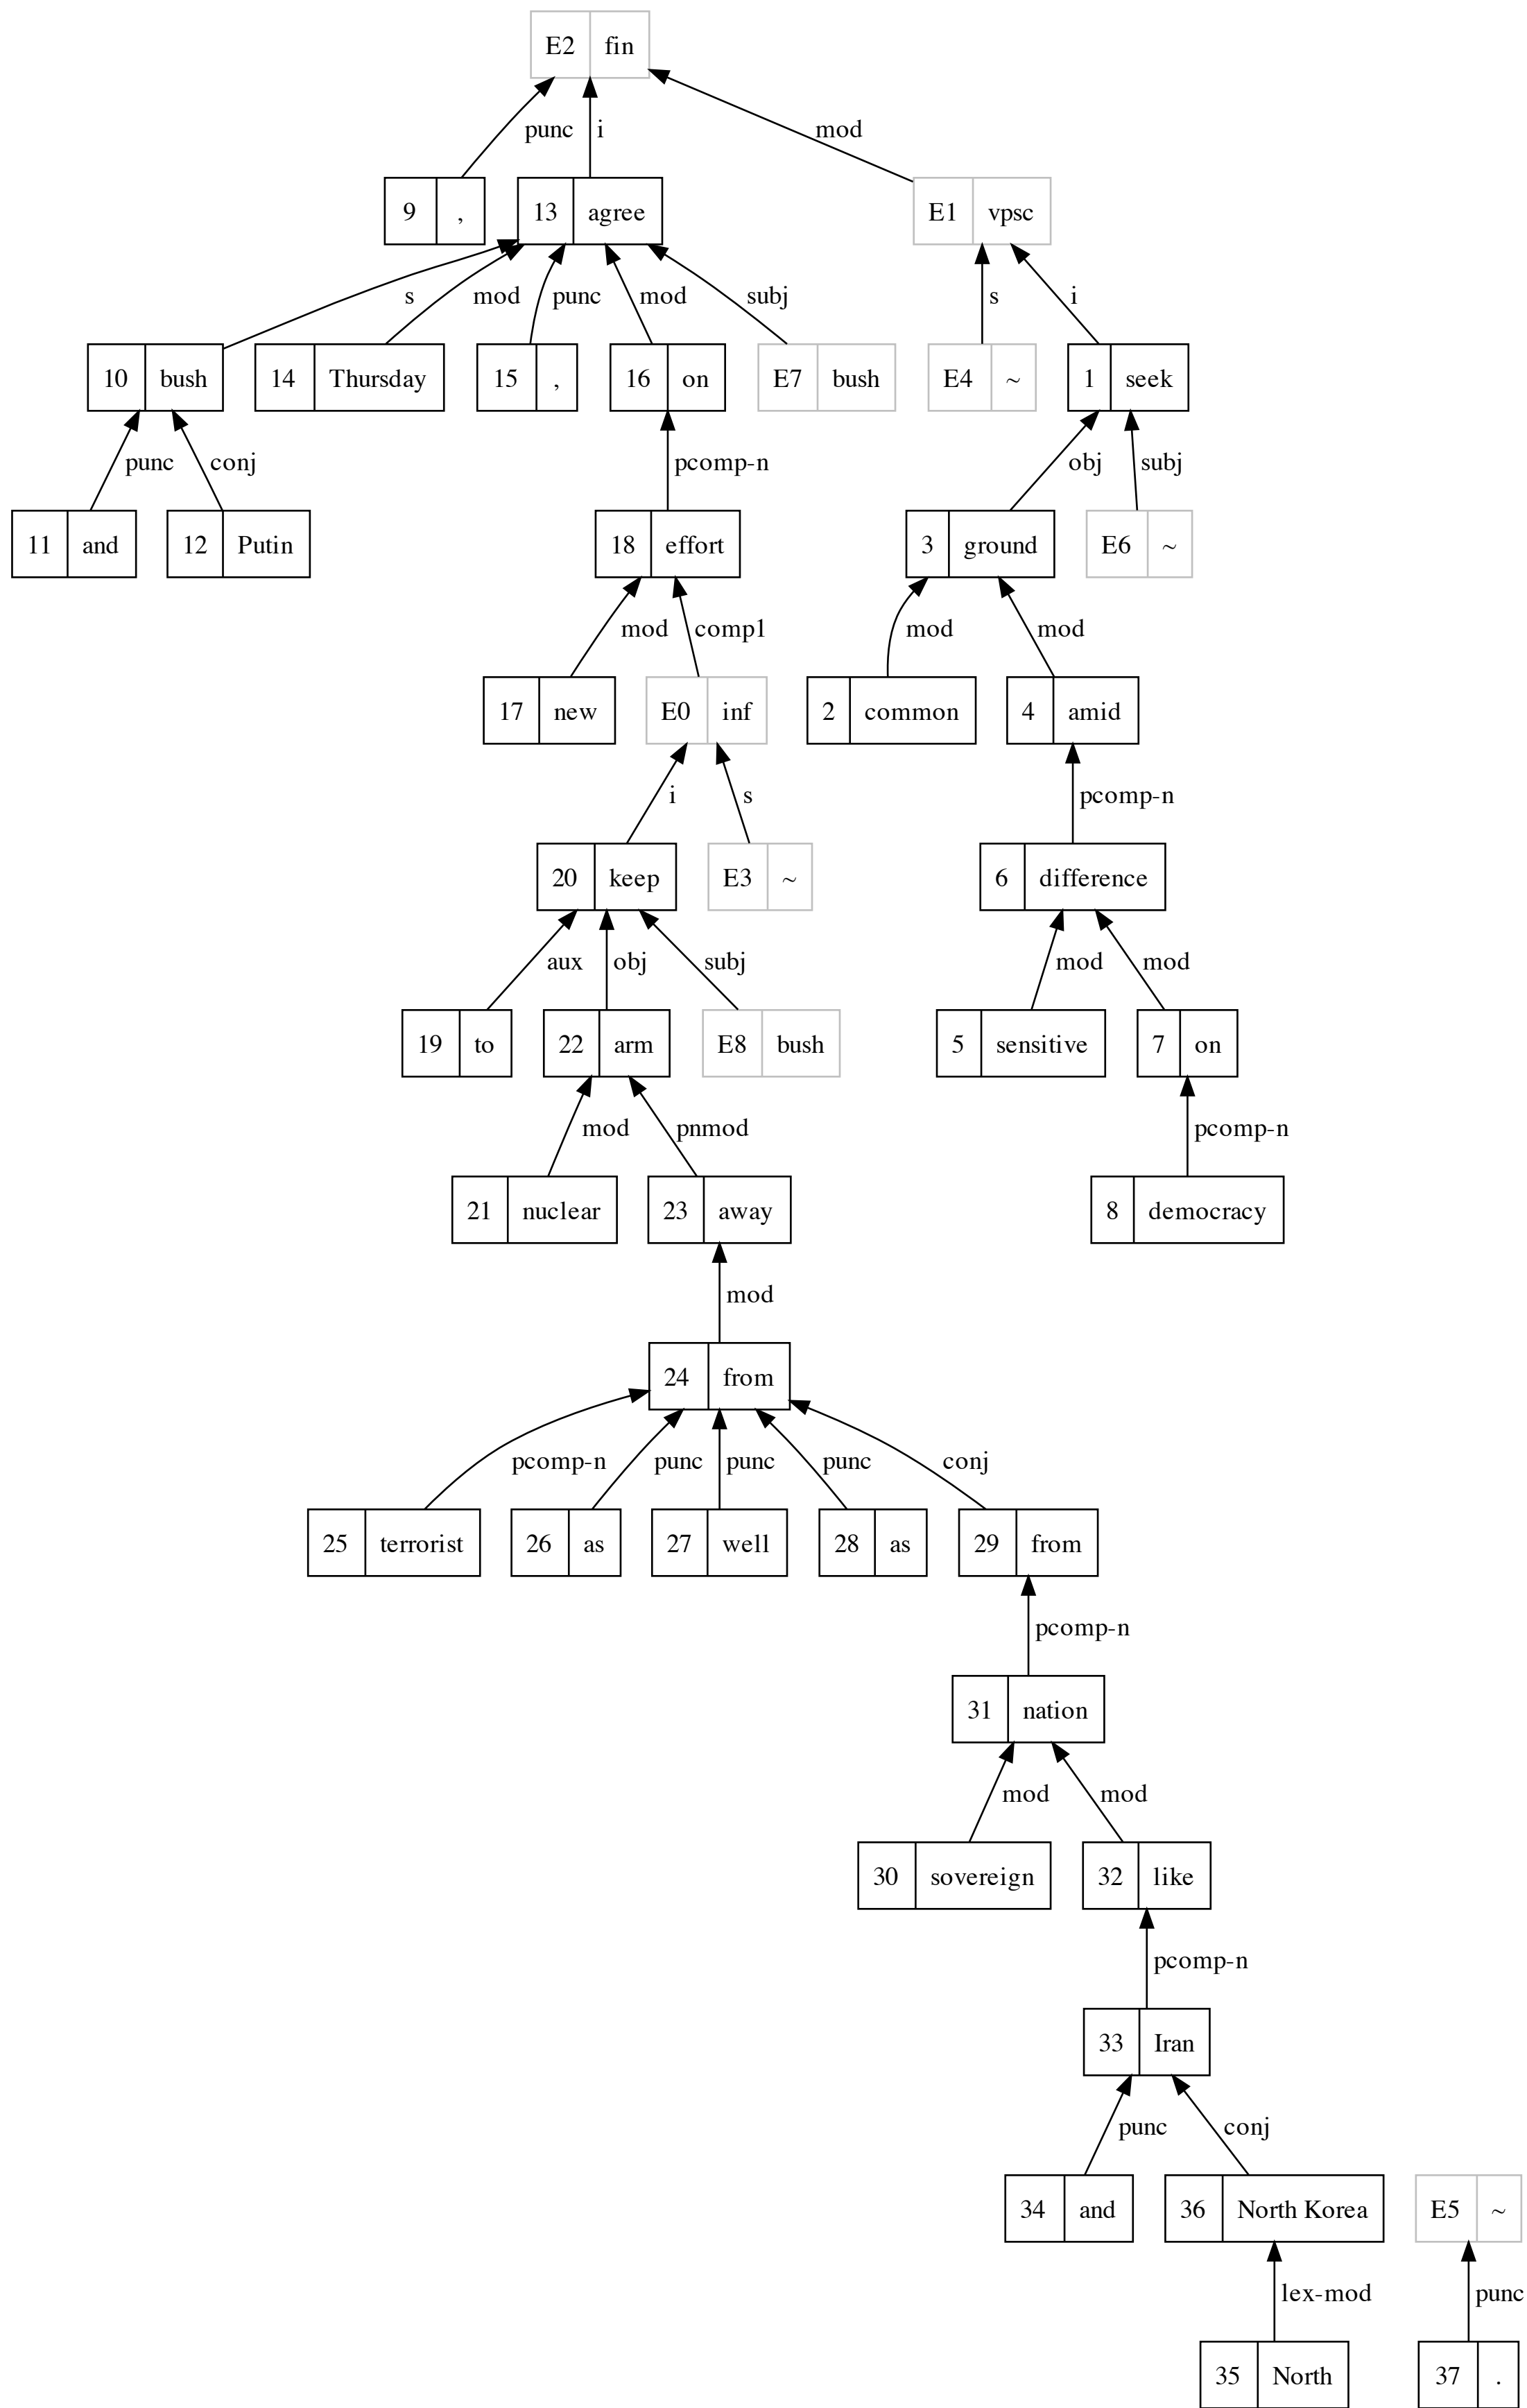 E2 fin
punc i mod
9 , 13 agree E1 vpsc
s mod punc mod subj s i
10 bush 14 Thursday 15 , 16 on E7 bush E4 ~ 1 seek
punc conj pcomp-n obj subj
11 and 12 Putin 18 effort 3 ground E6 ~
mod comp1 mod mod
17 new E0 inf 2 common 4 amid
i s pcomp-n
20 keep E3 ~ 6 difference
aux obj subj mod mod
19 to 22 arm E8 bush 5 sensitive 7 on
mod pnmod pcomp-n
21 nuclear 23 away 8 democracy
mod
24 from
pcomp-n punc punc punc conj
25 terrorist 26 as 27 well 28 as 29 from
pcomp-n
31 nation
mod mod
30 sovereign 32 like
pcomp-n
33 Iran
punc conj
34 and 36 North Korea E5 ~
lex-mod punc
35 North 37 .